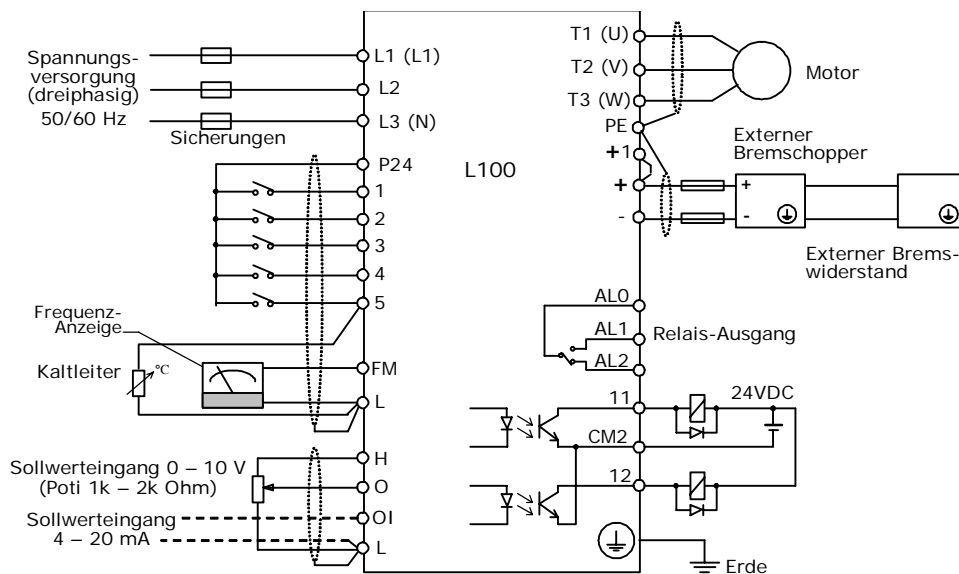 Spannungs-
versorgung
(dreiphasig)
50/60 Hz
Sicherungen
L1 (L1)
L2
L3 (N)
P24
1
2
3
4
5
Frequenz-
Anzeige
Kaltleiter
°C
FM
L
H
O
OI
L
Sollwerteingang 0 – 10 V
(Poti 1k – 2k Ohm)
Sollwerteingang
4 – 20 mA
L100
T1 (U)
T2 (V)
T3 (W)
PE
+1
+
-
Motor
Externer
Bremschopper
+
-
Externer Brems-
widerstand
AL0
AL1
AL2
Relais-Ausgang
11
CM2
12
24VDC
Erde